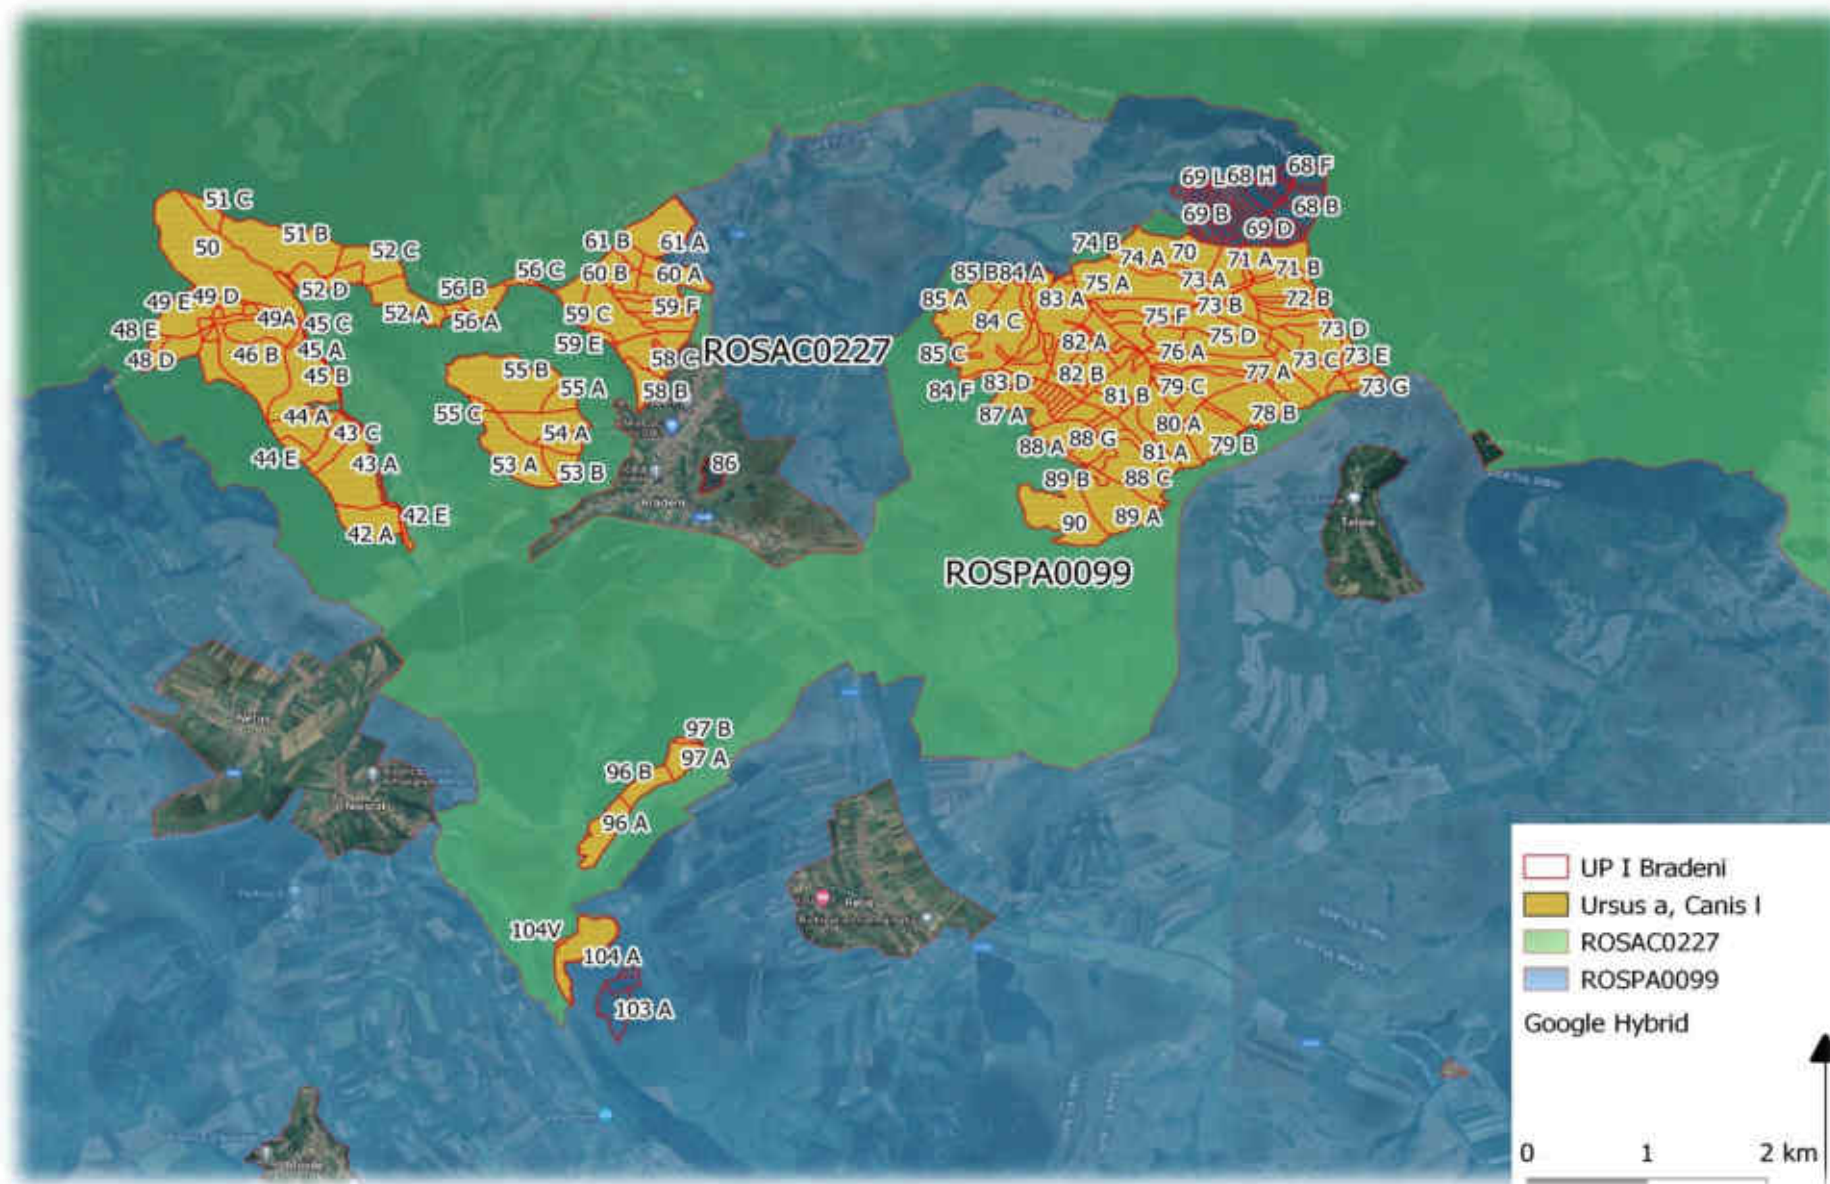 68 F
69 L
68 H
68 B
69 B
69 D
51 C
51 B
50
52 C
61 B
61 A
74 B
74 A
70
71 A
71 B
56 C
60 B
60 A
85 B
84 A
75 A
73 A
49 E
49 D
52 D
56 B
85 A
83 A
73 B
72 B
49A
45 C
52 A
56 A
59 C
59 F
84 C
75 F
75 D
73 D
48 E
48 D
46 B
45 A
59 E
58 C
ROSAC0227
85 C
82 A
76 A
73 C
73 E
45 B
55 B
55 A
58 B
84 F
83 D
82 B
81 B
79 C
77 A
73 G
44 A
43 C
55 C
54 A
87 A
80 A
78 B
44 E
43 A
53 A
53 B
86
88 A
88 G
81 A
79 B
89 B
88 C
Bradeni
42 E
42 A
90
89 A
ROSPA0099
97 B
97 A
96 B
96 A
104V
104 A
103 A
UP I Bradeni
Ursus a, Canis l
ROSAC0227
ROSPA0099
Google Hybrid
0 1 2 km